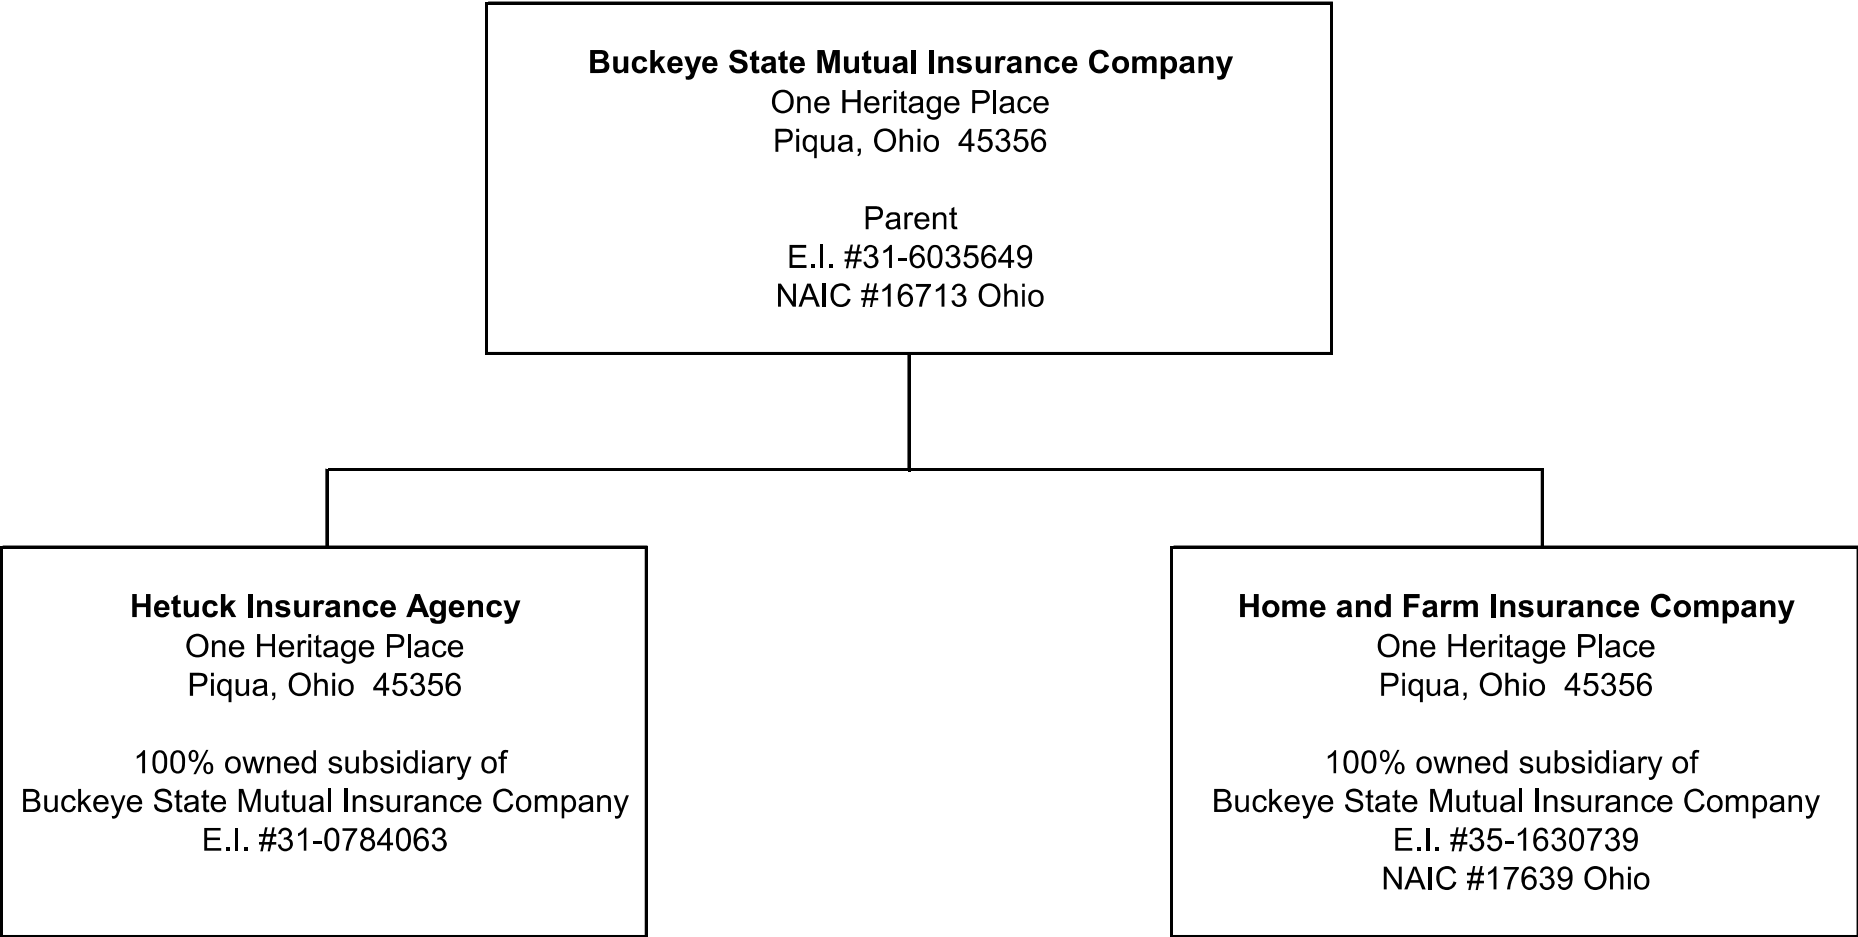 Buckeye State Mutual Insurance Company
One Heritage Place
Piqua, Ohio  45356
Parent
E.I. #31-6035649
NAIC #16713 Ohio
Hetuck Insurance Agency
One Heritage Place
Piqua, Ohio  45356
100% owned subsidiary of
Buckeye State Mutual Insurance Company
E.I. #31-0784063
Home and Farm Insurance Company
One Heritage Place
Piqua, Ohio  45356
100% owned subsidiary of
Buckeye State Mutual Insurance Company
E.I. #35-1630739
NAIC #17639 Ohio